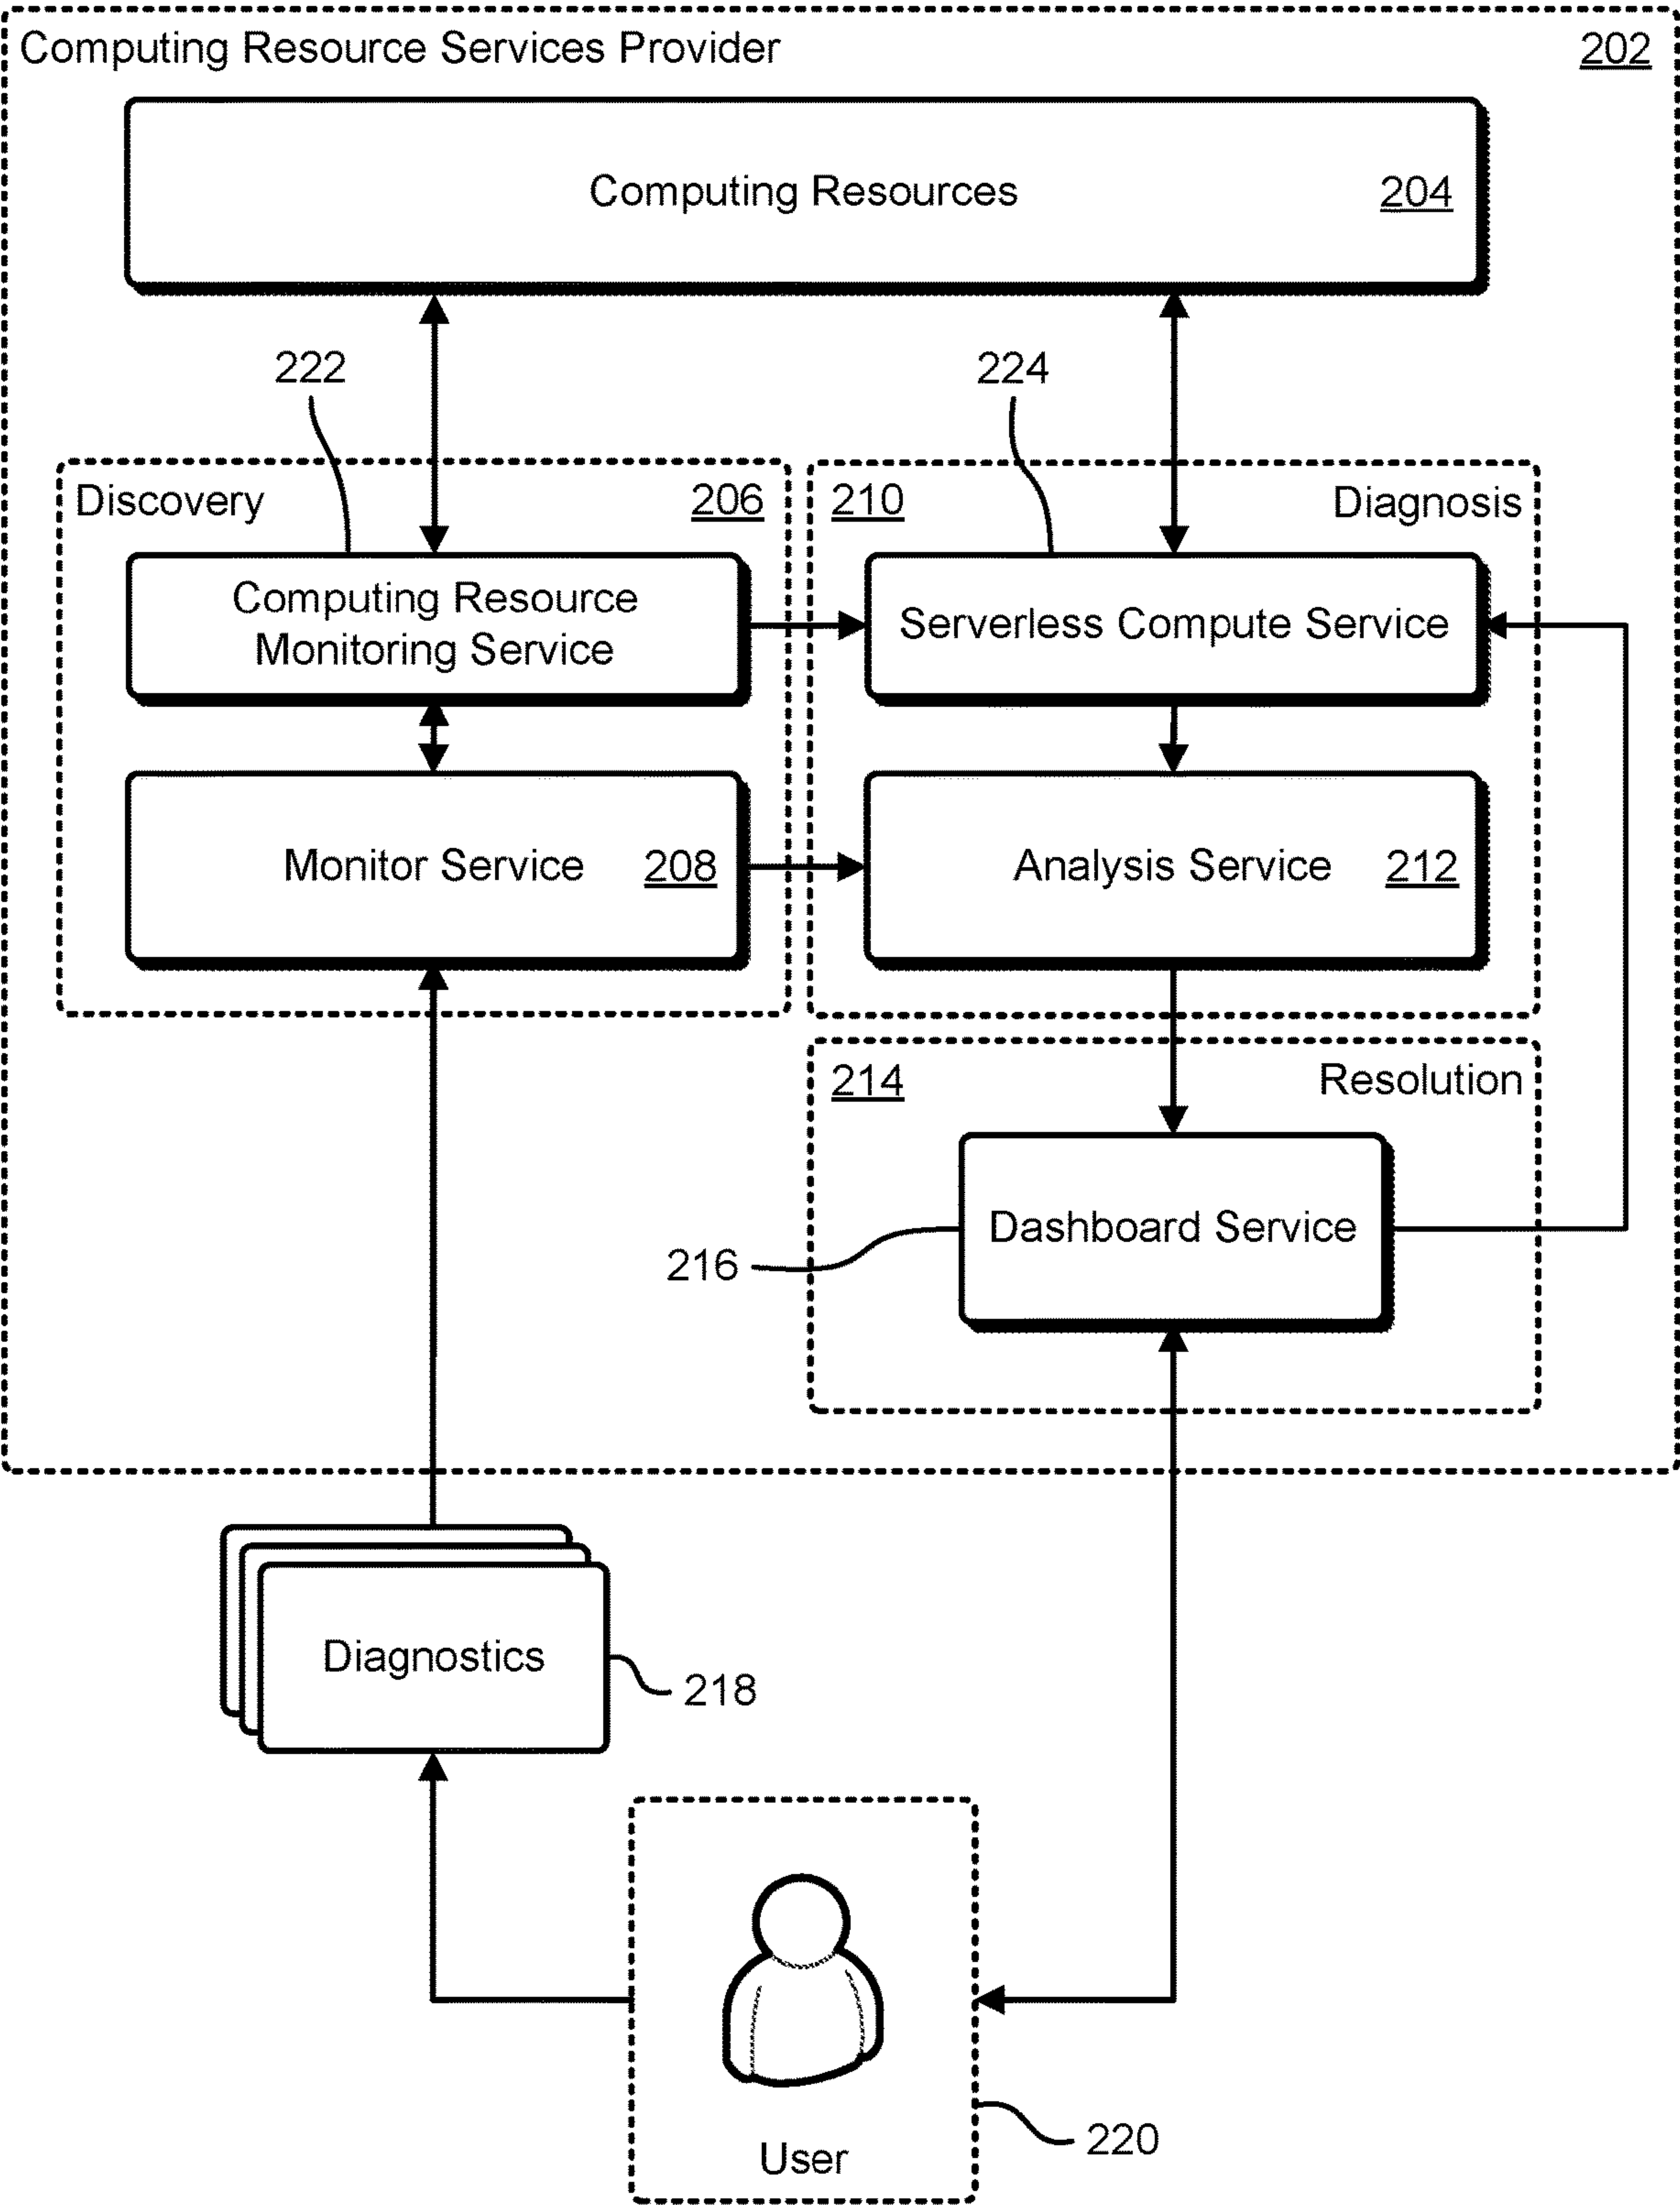 Computing Resource Services Provider
202
Computing Resources
204
222
224
Discovery
206
210
Diagnosis
Computing Resource
Monitoring Service
Serverless Compute Service
Monitor Service
208
Analysis Service
212
214
Resolution
Dashboard Service
216
Diagnostics
218
User
220